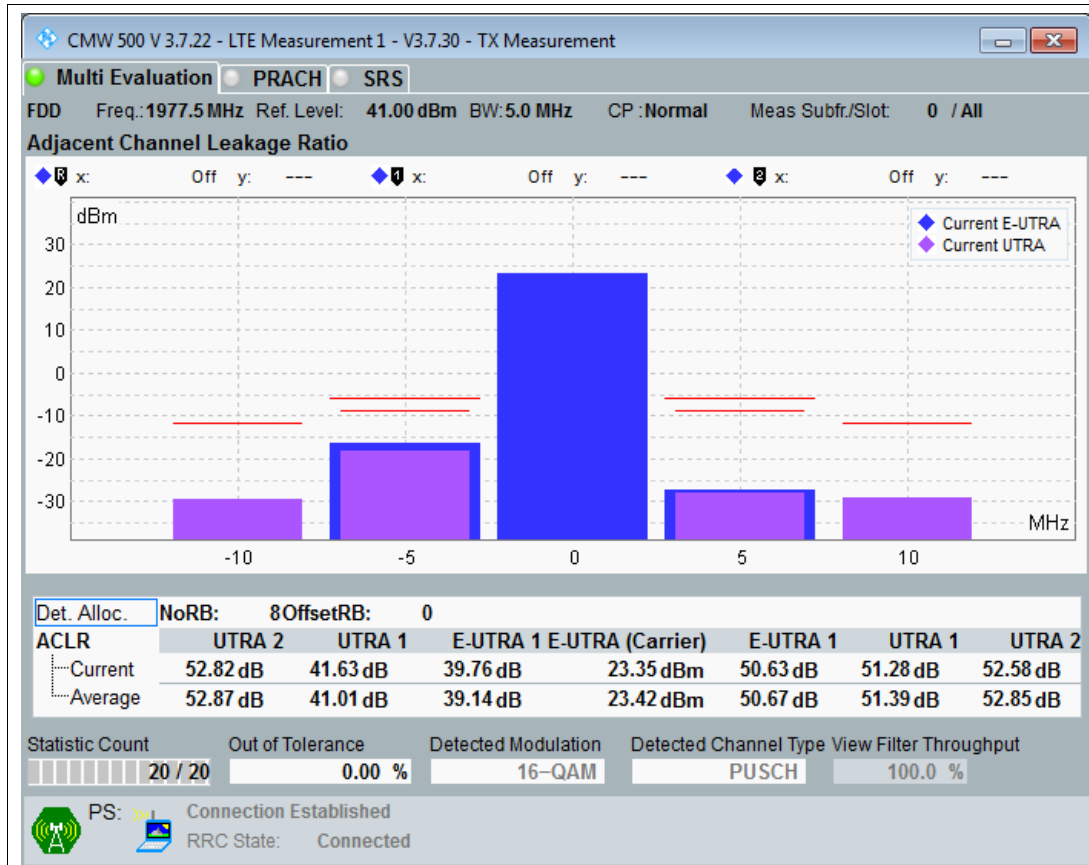 CMW 500 V 3.7.22 - LTE Measurement 1 - V3.7.30 - TX Measurement
Multi Evaluation PRACH SRS
FDD Freq.: 1977.5 MHz Ref. Level: 41.00 dBm BW: 5.0 MHz CP : Normal Meas Subfr./Slot: 0 / All
Adjacent Channel Leakage Ratio
R x: Off y: --- 1 x: Off y: --- 2 x: Off y: ---
dBm
Current E-UTRA
Current UTRA
30
20
10
0
-10
-20
-30
MHz
-10 -5 0 5 10
Det. Alloc. NoRB: 8 OffsetRB: 0
ACLR UTRA 2 UTRA 1 E-UTRA 1 E-UTRA (Carrier) E-UTRA 1 UTRA 1 UTRA 2
Current 52.82 dB 41.63 dB 39.76 dB 23.35 dBm 50.63 dB 51.28 dB 52.58 dB
Average 52.87 dB 41.01 dB 39.14 dB 23.42 dBm 50.67 dB 51.39 dB 52.85 dB
Statistic Count Out of Tolerance Detected Modulation Detected Channel Type View Filter Throughput
20 / 20 0.00 % 16-QAM PUSCH 100.0 %
PS: Connection Established
RRC State: Connected